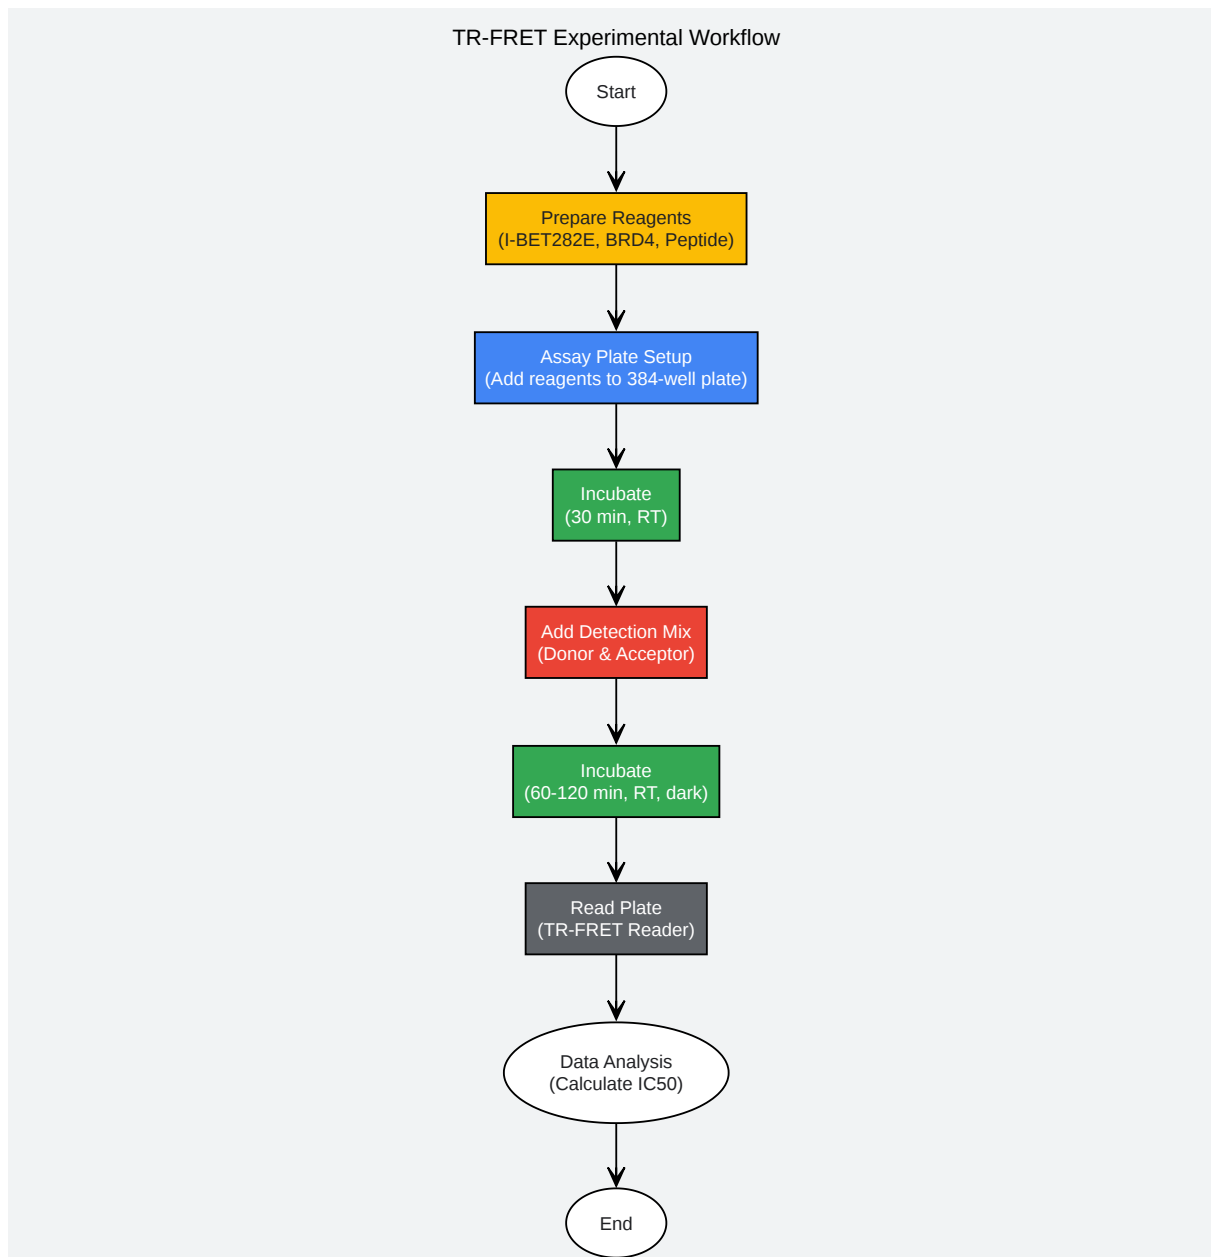 TR-FRET Experimental Workflow
Start
Prepare Reagents
(I-BET282E, BRD4, Peptide)
Assay Plate Setup
(Add reagents to 384-well plate)
Incubate
(30 min, RT)
Add Detection Mix
(Donor & Acceptor)
Incubate
(60-120 min, RT, dark)
Read Plate
(TR-FRET Reader)
Data Analysis
(Calculate IC50)
End